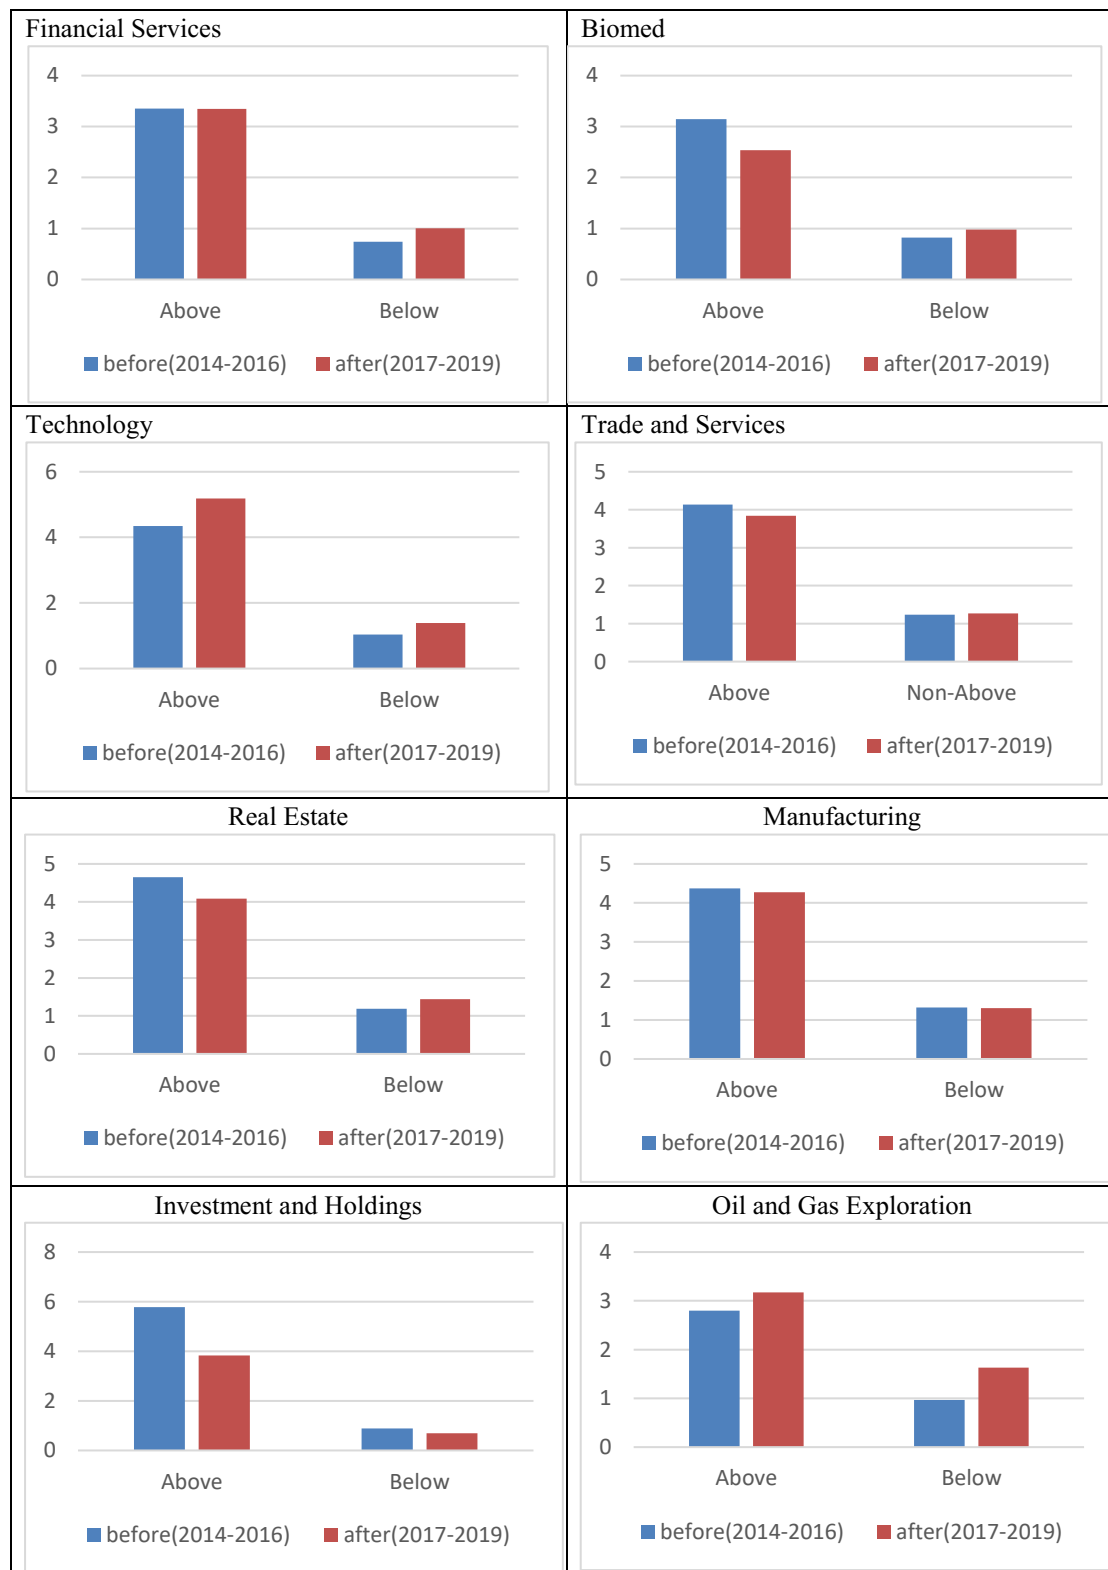 Financial Services
4
3
2
1
0
Above Below
before(2014-2016) after(2017-2019)
Biomed
4
3
2
1
0
Above Below
before(2014-2016) after(2017-2019)
Technology
6
4
2
0
Above Below
before(2014-2016) after(2017-2019)
Trade and Services
5
4
3
2
1
0
Above Non-Above
before(2014-2016) after(2017-2019)
Real Estate
5
4
3
2
1
0
Above Below
before(2014-2016) after(2017-2019)
Manufacturing
5
4
3
2
1
0
Above Below
before(2014-2016) after(2017-2019)
Investment and Holdings
8
6
4
2
0
Above Below
before(2014-2016) after(2017-2019)
Oil and Gas Exploration
4
3
2
1
0
Above Below
before(2014-2016) after(2017-2019)